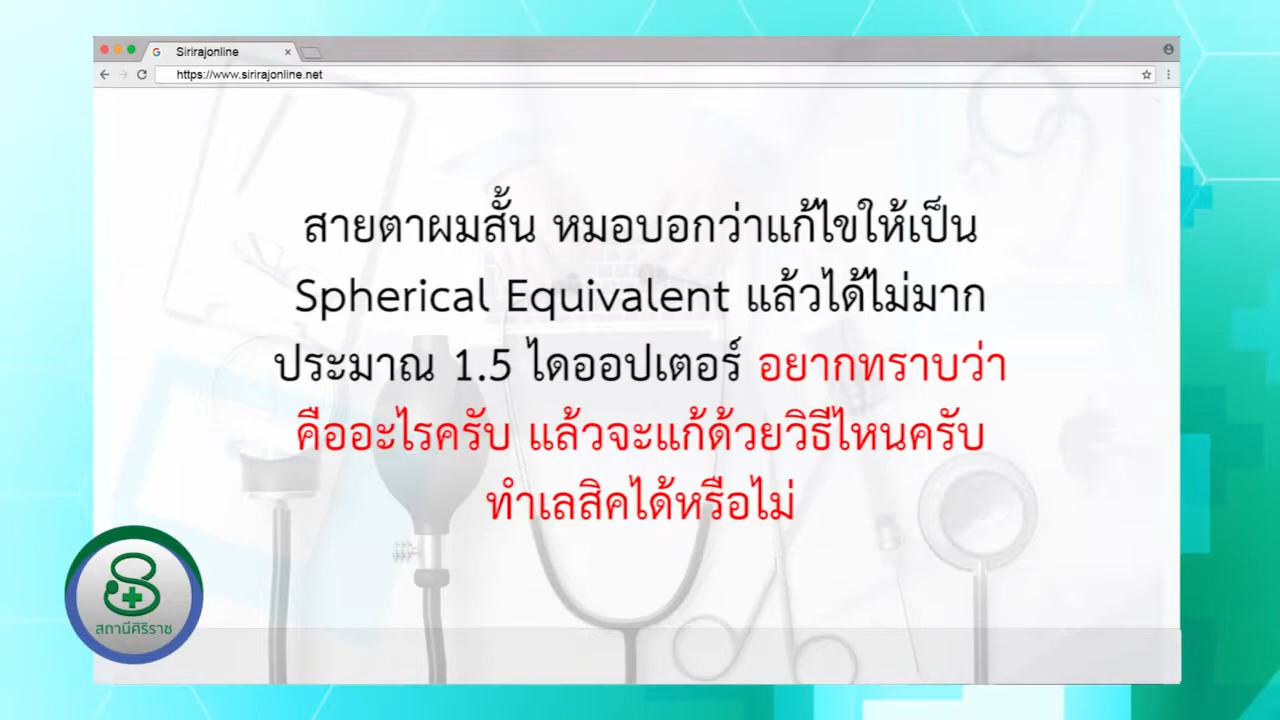 Sirirajonline
https://www.sirirajonline.net
สายตาผมสั้น หมอบอกว่าแก้ไขให้เป็น
Spherical Equivalent แล้วได้ไม่มาก
ประมาณ 1.5 ไดออปเตอร์ อยากทราบว่า
คืออะไรครับ แล้วจะแก้ด้วยวิธีไหนครับ
ทำเลสิคได้หรือไม่
สถานีศิริราช